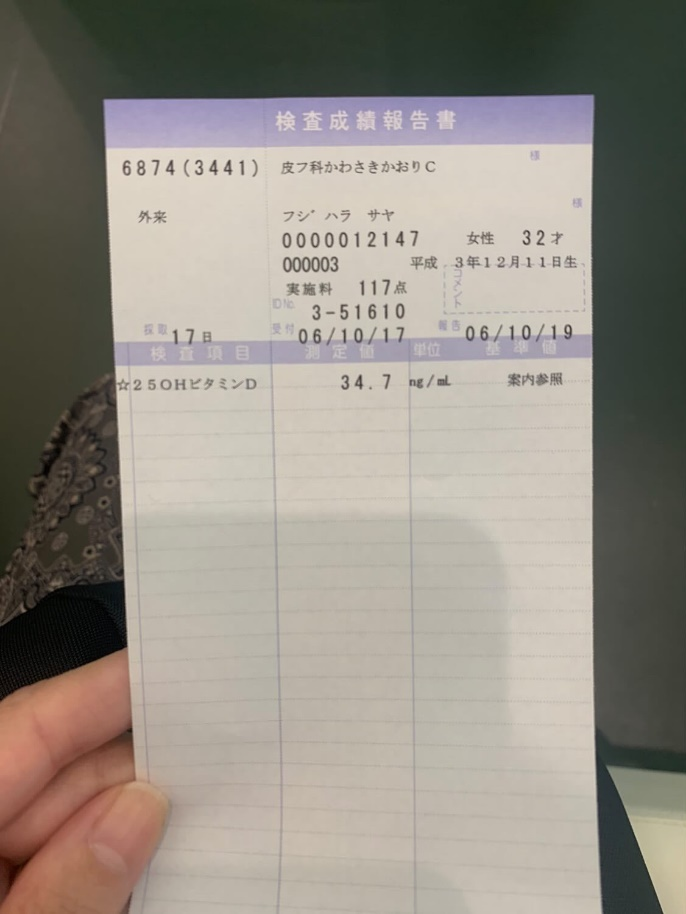 検査成績報告書
6874(3441) 皮フ科かわさきかおりC 様
様
外来 フジハラ サヤ
0000012147 女性 32才
000003 平成 3年12月11日生
コメント
実施料 117点
ID No. 3-51610
採取 17日 受付 06/10/17 報告 06/10/19
検査項目 測定値 単位 基準値
☆25OHビタミンD 34.7 ng/mL 案内参照